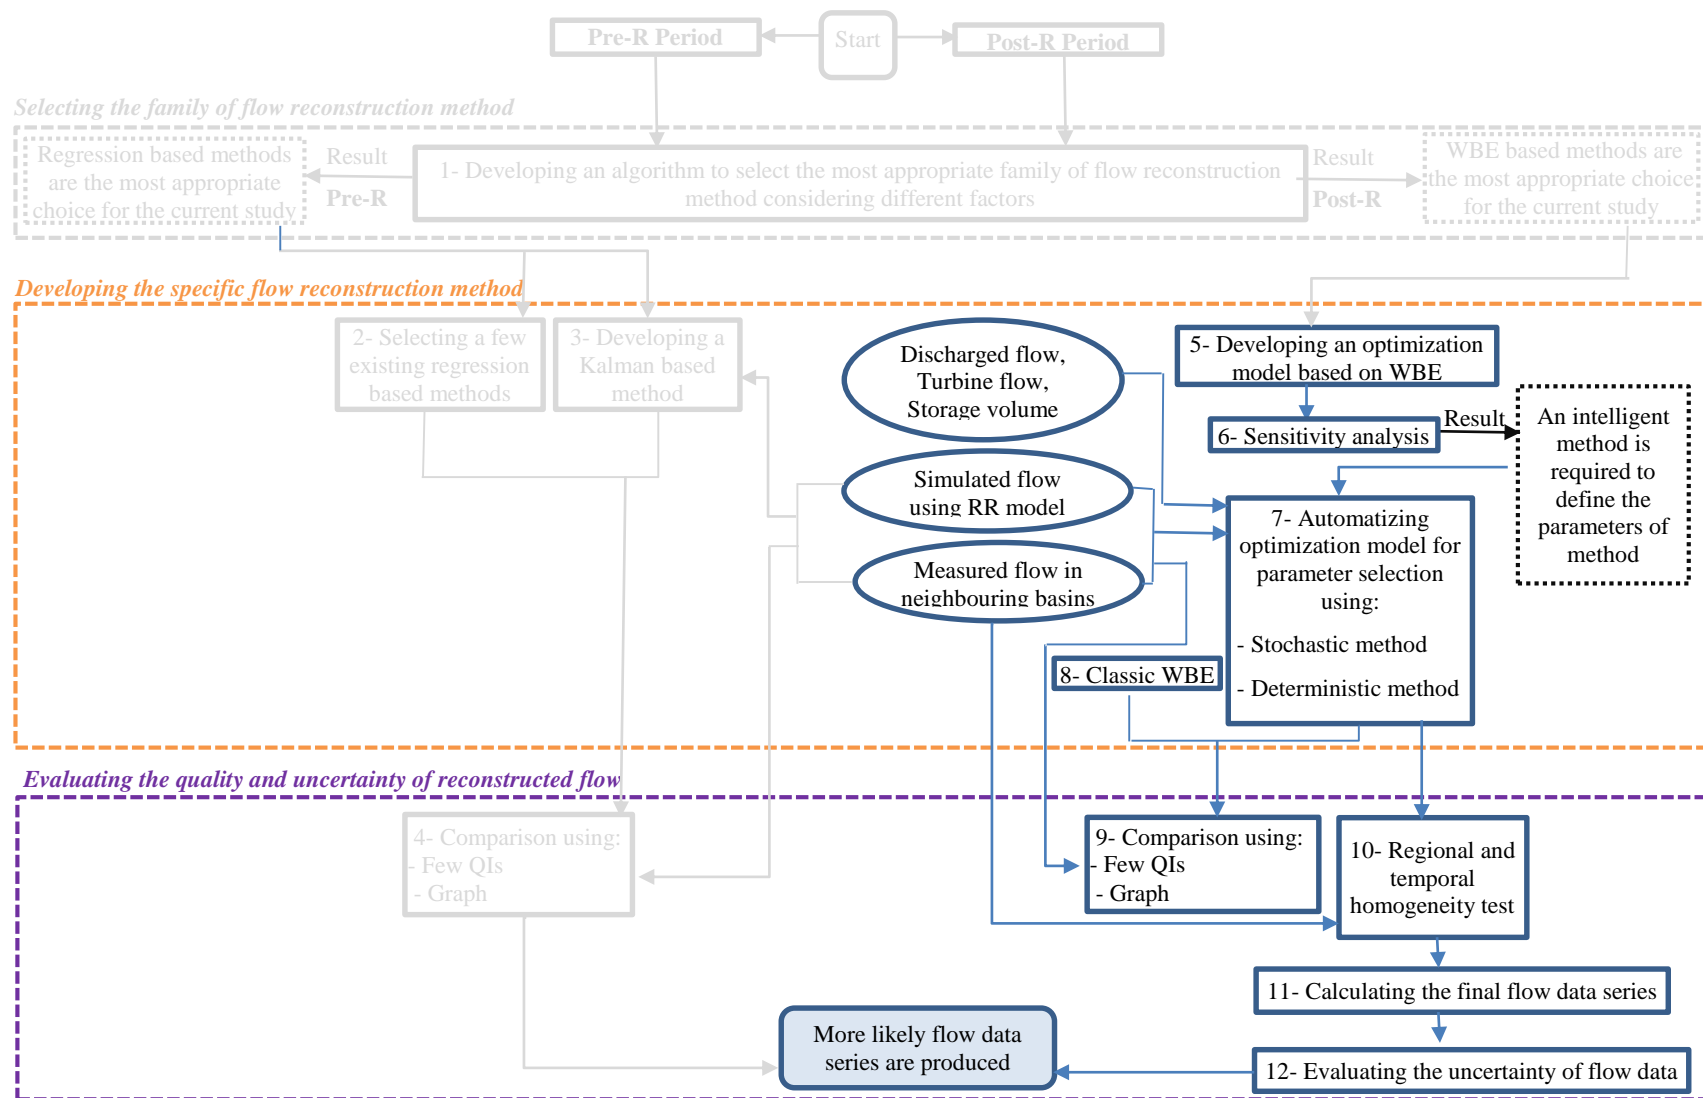 Pre-R Period
Start
Post-R Period
Selecting the family of flow reconstruction method
Regression based methods
are the most appropriate
choice for the current study
Result
Pre-R
1- Developing an algorithm to select the most appropriate family of flow reconstruction
method considering different factors
Result
Post-R
WBE based methods are
the most appropriate choice
for the current study
Developing the specific flow reconstruction method
2- Selecting a few
existing regression
based methods
3- Developing a
Kalman based
method
Discharged flow,
Turbine flow,
Storage volume
5- Developing an optimization
model based on WBE
6- Sensitivity analysis
Result
An intelligent
method is
required to
define the
parameters of
method
Simulated flow
using RR model
Measured flow in
neighbouring basins
7- Automatizing
optimization model for
parameter selection
using:
- Stochastic method
- Deterministic method
8- Classic WBE
Evaluating the quality and uncertainty of reconstructed flow
4- Comparison using:
- Few QIs
- Graph
9- Comparison using:
- Few QIs
- Graph
10- Regional and
temporal
homogeneity test
11- Calculating the final flow data series
More likely flow data
series are produced
12- Evaluating the uncertainty of flow data